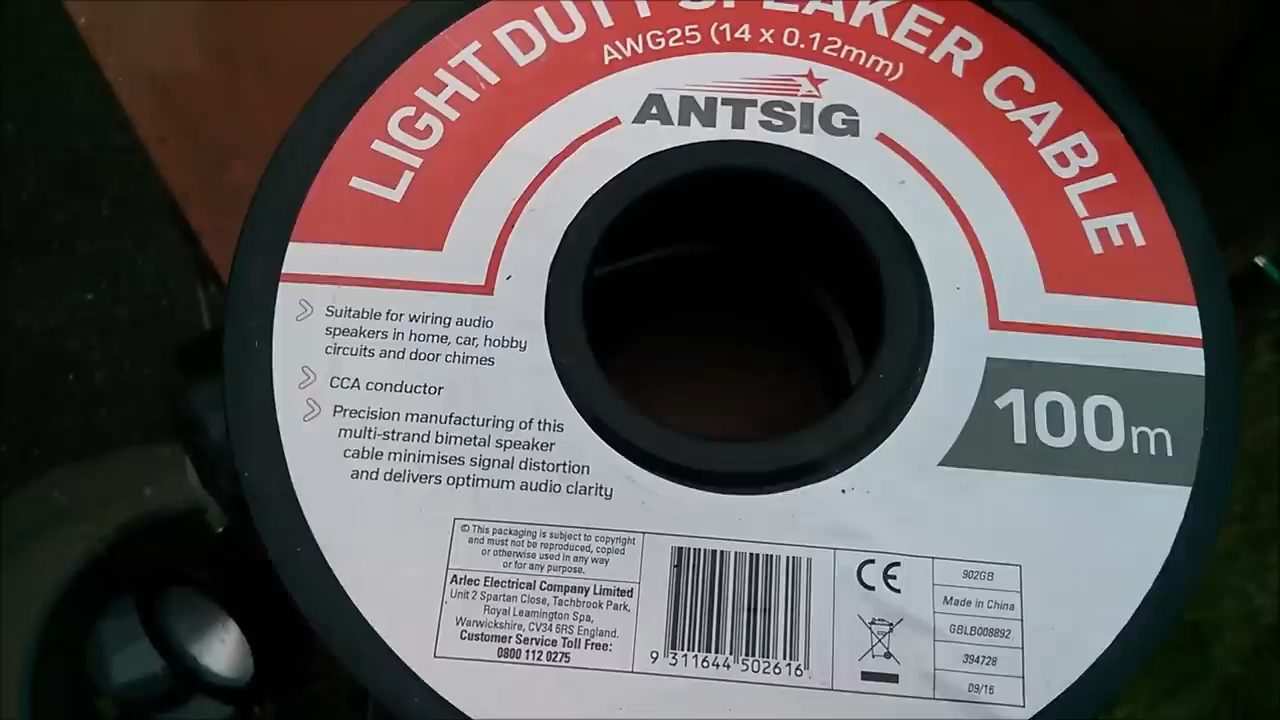 LIGHT DUTY SPEAKER CABLE
AWG25 (14 x 0.12mm)
ANTSIG
Suitable for wiring audio
speakers in home, car, hobby
circuits and door chimes
CCA conductor
Precision manufacturing of this
multi-strand bimetal speaker
cable minimises signal distortion
and delivers optimum audio clarity
100m
© This packaging is subject to copyright
and must not be reproduced, copied
or otherwise used in any way
or for any purpose.
Arlec Electrical Company Limited
Unit 2 Spartan Close, Tachbrook Park,
Royal Leamington Spa,
Warwickshire, CV34 6RS England.
Customer Service Toll Free:
0800 112 0275
9 311644 502616
CE
902GB
Made in China
GBLB008892
394728
09/16